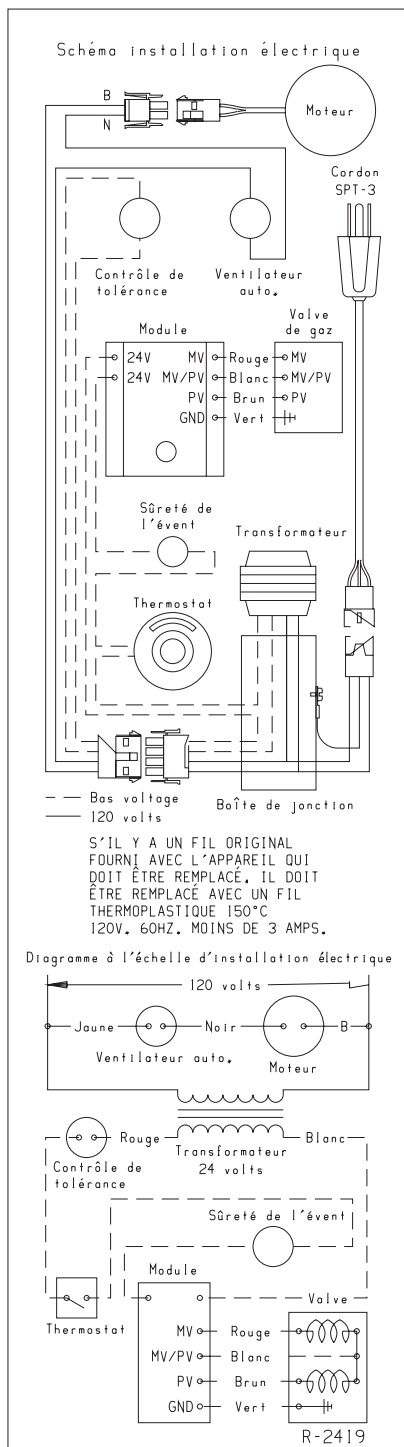 Schéma installation électrique
B
N
Moteur
Cordon
SPT-3
Contrôle de
tolérance
Ventilateur
auto.
Module
Valve
de gaz
24V MV Rouge MV
24V MV/PV Blanc MV/PV
PV Brun PV
GND Vert
Sûreté de
l'évent
Transformateur
Thermostat
Boîte de jonction
Bas voltage
120 volts
S'IL Y A UN FIL ORIGINAL
FOURNI AVEC L'APPAREIL QUI
DOIT ÊTRE REMPLACÉ, IL DOIT
ÊTRE REMPLACÉ AVEC UN FIL
THERMOPLASTIQUE 150°C
120V. 60HZ. MOINS DE 3 AMPS.
Diagramme à l'échelle d'installation électrique
120 volts
Jaune Noir B
Ventilateur auto.
Moteur
Rouge Blanc
Transformateur
24 volts
Contrôle de
tolérance
Sûreté de l'évent
Module
Valve
Thermostat
MV Rouge
MV/PV Blanc
PV Brun
GND Vert
R-2419